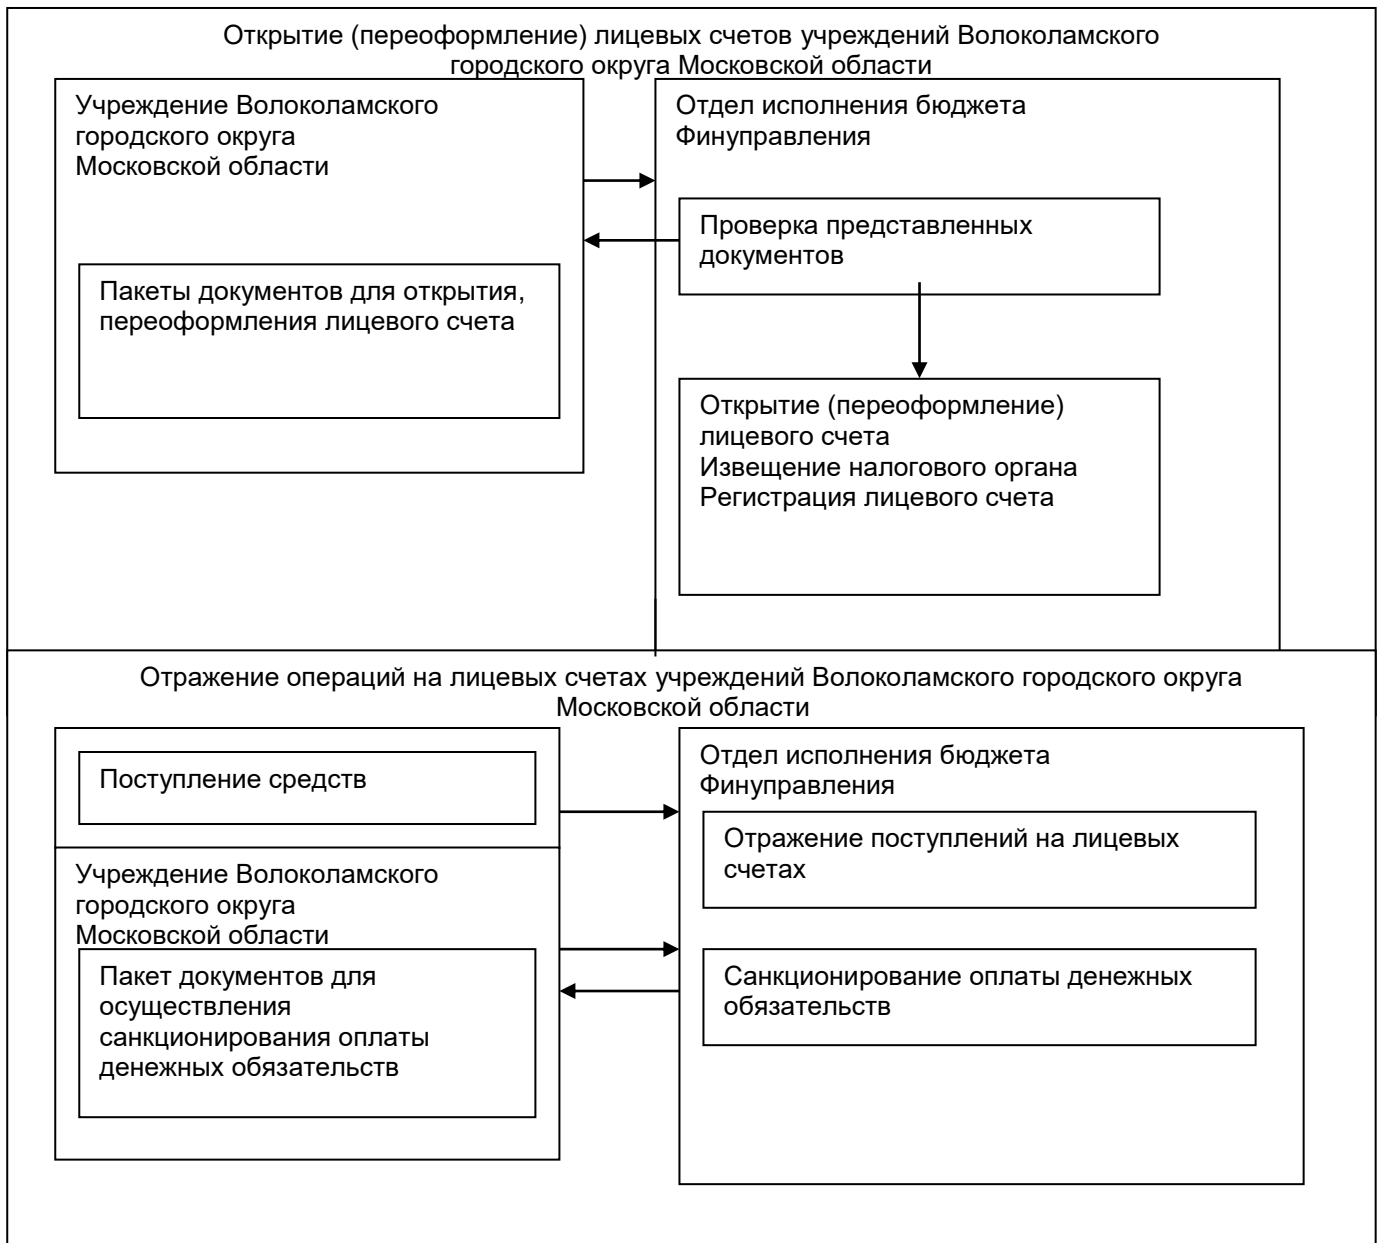 Открытие (переоформление) лицевых счетов учреждений Волоколамского
городского округа Московской области
Учреждение Волоколамского
городского округа
Московской области
Пакеты документов для открытия,
переоформления лицевого счета
Отдел исполнения бюджета
Финуправления
Проверка представленных
документов
Открытие (переоформление)
лицевого счета
Извещение налогового органа
Регистрация лицевого счета
Отражение операций на лицевых счетах учреждений Волоколамского городского округа
Московской области
Поступление средств
Учреждение Волоколамского
городского округа
Московской области
Пакет документов для
осуществления
санкционирования оплаты
денежных обязательств
Отдел исполнения бюджета
Финуправления
Отражение поступлений на лицевых
счетах
Санкционирование оплаты денежных
обязательств